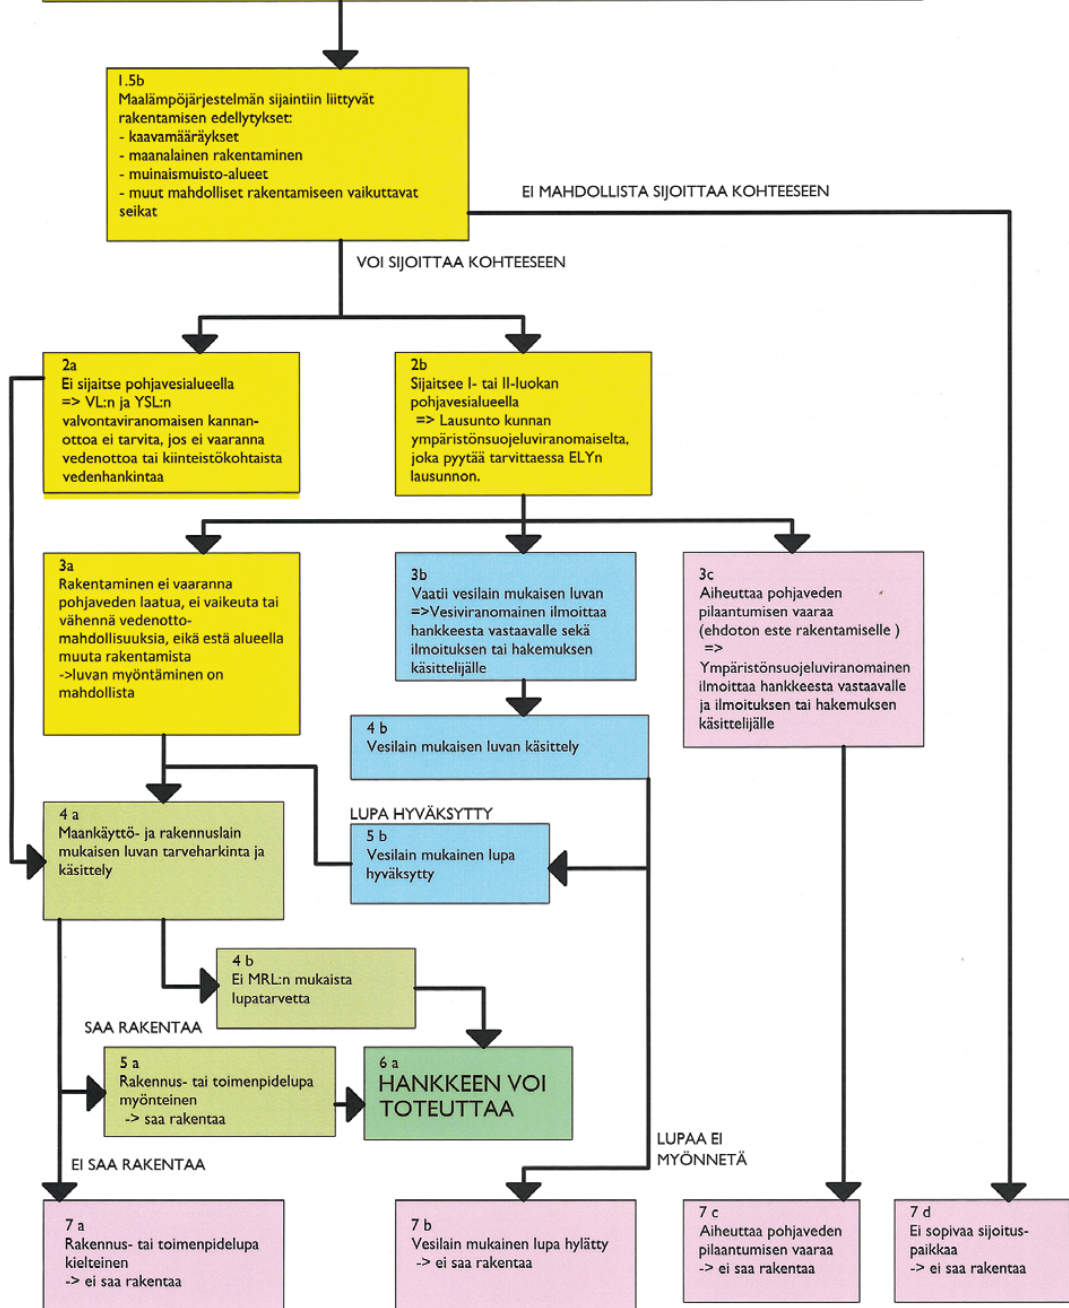 1.5b
Maalämpöjärjestelmän sijaintiin liittyvät
rakentamisen edellytykset:
- kaavamääräykset
- maanalainen rakentaminen
- muinaismuisto-alueet
- muut mahdolliset rakentamiseen vaikuttavat
seikat
EI MAHDOLLISTA SIJOITTAA KOHTEESEEN
VOI SIJOITTAA KOHTEESEEN
2a
Ei sijaitse pohjavesialueella
=> VL:n ja YSL:n
valvontaviranomaisen kannan-
ottoa ei tarvita, jos ei vaaranna
vedenottoa tai kiinteistökohtaista
vedenhankintaa
2b
Sijaitsee I- tai II-luokan
pohjavesialueella
=> Lausunto kunnan
ympäristönsuojeluviranomaiselta,
joka pyytää tarvittaessa ELYn
lausunnon.
3a
Rakentaminen ei vaaranna
pohjaveden laatua, ei vaikeuta tai
vähennä vedenotto-
mahdollisuuksia, eikä estä alueella
muuta rakentamista
->luvan myöntäminen on
mahdollista
3b
Vaatii vesilain mukaisen luvan
=>Vesiviranomainen ilmoittaa
hankkeesta vastaavalle sekä
ilmoituksen tai hakemuksen
käsittelijälle
3c
Aiheuttaa pohjaveden
pilaantumisen vaaraa
(ehdoton este rakentamiselle )
=>
Ympäristönsuojeluviranomainen
ilmoittaa hankkeesta vastaavalle
ja ilmoituksen tai hakemuksen
käsittelijälle
4 b
Vesilain mukaisen luvan käsittely
4 a
Maankäyttö- ja rakennuslain
mukaisen luvan tarveharkinta ja
käsittely
LUPA HYVÄKSYTTY
5 b
Vesilain mukainen lupa
hyväksytty
4 b
Ei MRL:n mukaista
lupatarvetta
SAA RAKENTAA
5 a
Rakennus- tai toimenpidelupa
myönteinen
-> saa rakentaa
6 a
HANKKEEN VOI
TOTEUTTAA
LUPAA EI
MYÖNNETÄ
EI SAA RAKENTAA
7 a
Rakennus- tai toimenpidelupa
kielteinen
-> ei saa rakentaa
7 b
Vesilain mukainen lupa hylätty
-> ei saa rakentaa
7 c
Aiheuttaa pohjaveden
pilaantumisen vaaraa
-> ei saa rakentaa
7 d
Ei sopivaa sijoitus-
paikkaa
-> ei saa rakentaa